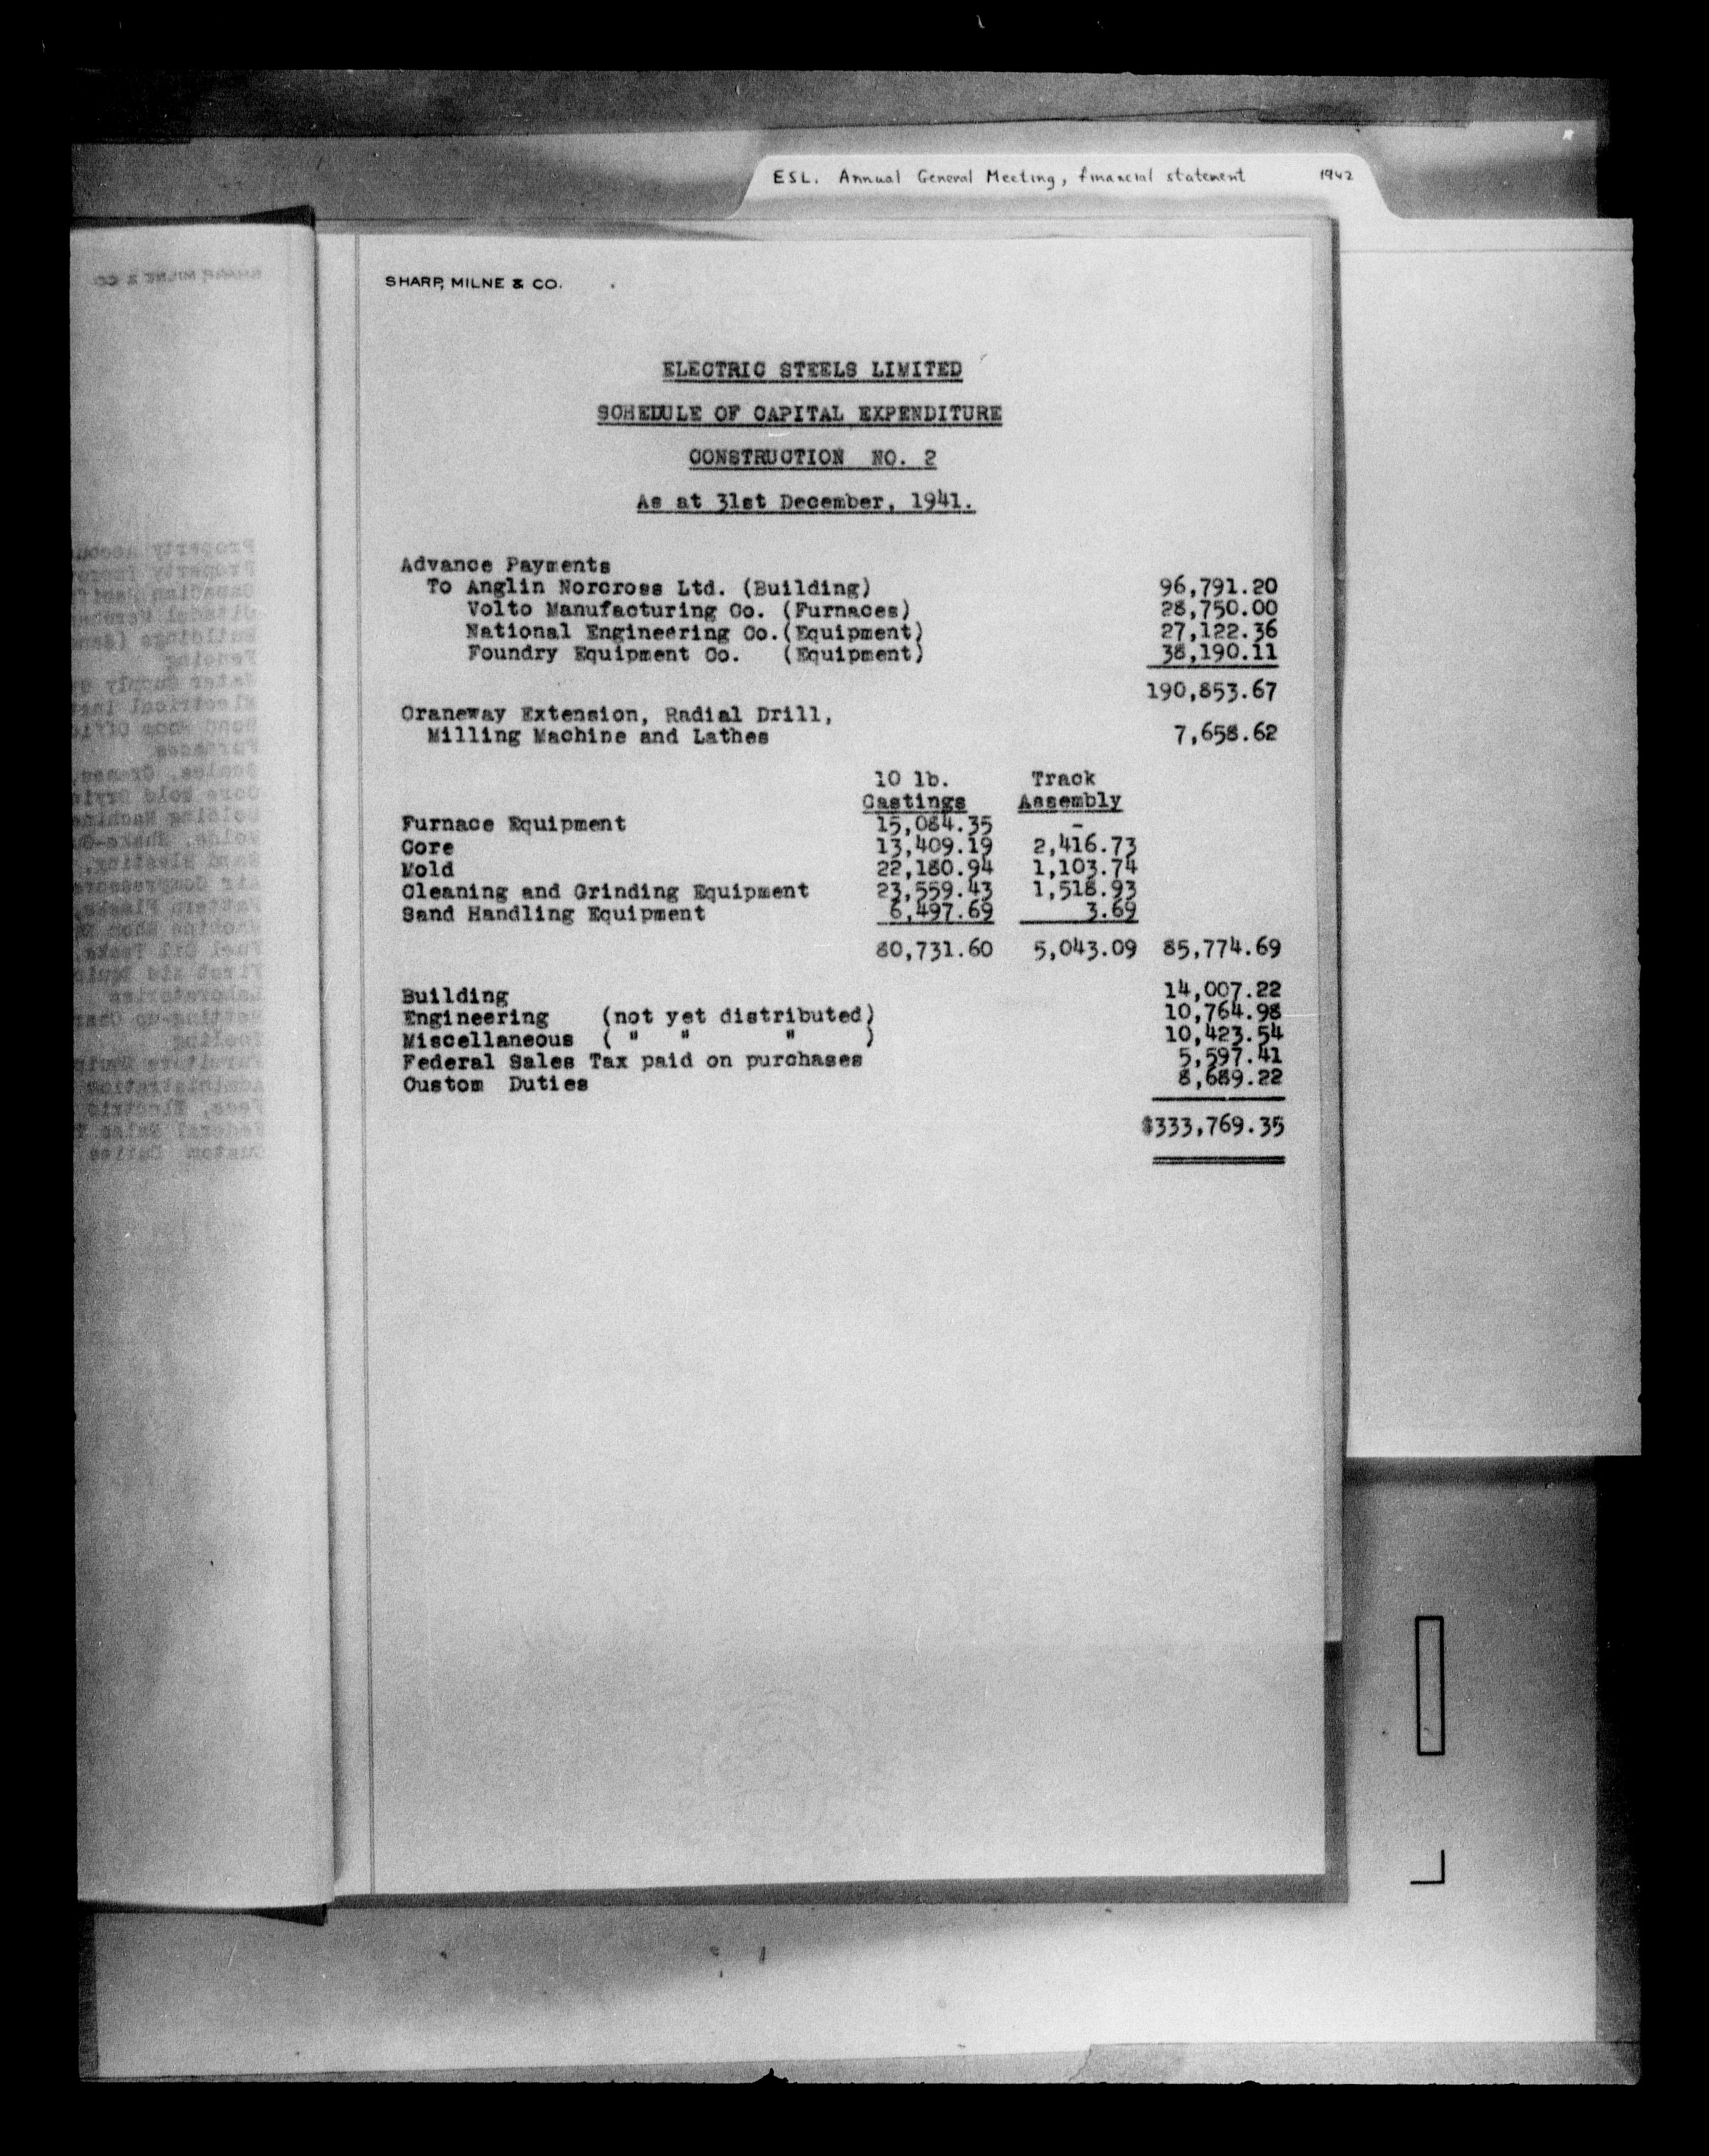 ESL. Annual General Meeting, financial statement 1942
SHARP, MILNE & CO.
ELECTRIC STEELS LIMITED
SCHEDULE OF CAPITAL EXPENDITURE
CONSTRUCTION NO. 2
As at 31st December, 1941.
Advance Payments
To Anglin Norcross Ltd. (Building) 96,791.20
Volto Manufacturing Co. (Furnaces) 28,750.00
National Engineering Co. (Equipment) 27,122.36
Foundry Equipment Co. (Equipment) 38,190.11
190,853.67
Craneway Extension, Radial Drill,
Milling Machine and Lathes 7,658.62
10 lb. Track
Castings Assembly
Furnace Equipment 15,084.35 -
Core 13,409.19 2,416.73
Mold 22,180.94 1,103.74
Cleaning and Grinding Equipment 23,559.43 1,518.93
Sand Handling Equipment 6,497.69 3.69
80,731.60 5,043.09 85,774.69
Building 14,007.22
Engineering (not yet distributed) 10,764.98
Miscellaneous ( " " " ) 10,423.54
Federal Sales Tax paid on purchases 5,597.41
Custom Duties 8,689.22
$333,769.35